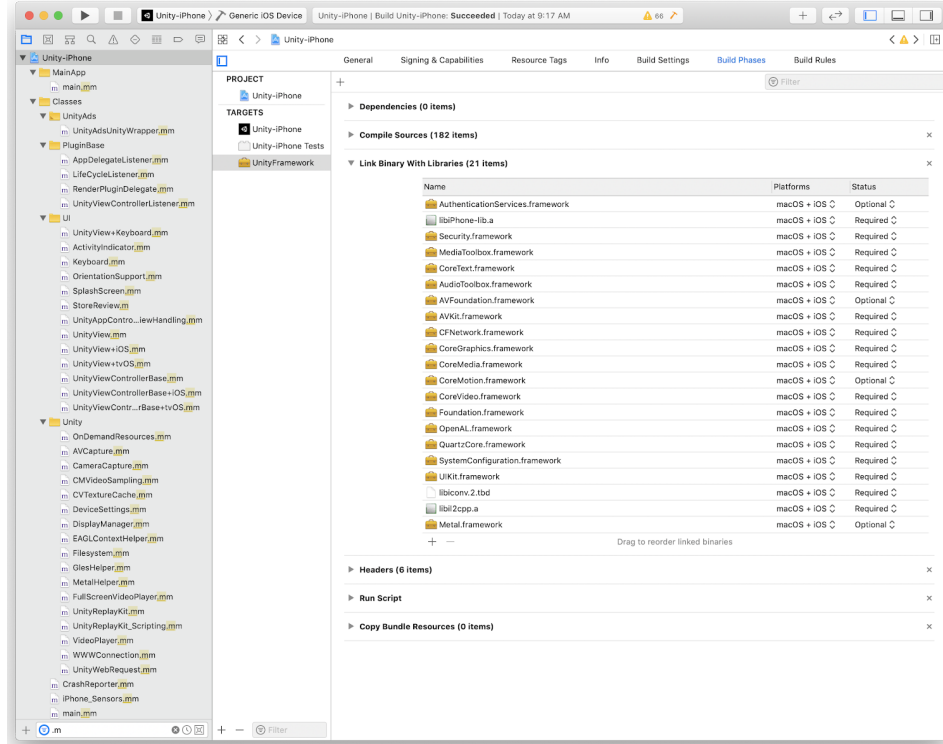 Unity-iPhone Generic iOS Device
Unity-iPhone | Build Unity-iPhone: Succeeded | Today at 9:17 AM
66
Unity-iPhone
Unity-iPhone
MainApp
main.mm
Classes
UnityAds
UnityAdsUnityWrapper.mm
PluginBase
AppDelegateListener.mm
LifeCycleListener.mm
RenderPluginDelegate.mm
UnityViewControllerListener.mm
UI
UnityView+Keyboard.mm
ActivityIndicator.mm
Keyboard.mm
OrientationSupport.mm
SplashScreen.mm
StoreReview.m
UnityAppContro...iewHandling.mm
UnityView.mm
UnityView+iOS.mm
UnityView+tvOS.mm
UnityViewControllerBase.mm
UnityViewControllerBase+iOS.mm
UnityViewContr...rBase+tvOS.mm
Unity
OnDemandResources.mm
AVCapture.mm
CameraCapture.mm
CMVideoSampling.mm
CVTextureCache.mm
DeviceSettings.mm
DisplayManager.mm
EAGLContextHelper.mm
Filesystem.mm
GlesHelper.mm
MetalHelper.mm
FullScreenVideoPlayer.mm
UnityReplayKit.mm
UnityReplayKit_Scripting.mm
VideoPlayer.mm
WWWConnection.mm
UnityWebRequest.mm
CrashReporter.mm
iPhone_Sensors.mm
main.mm
.m
PROJECT
Unity-iPhone
TARGETS
Unity-iPhone
Unity-iPhone Tests
UnityFramework
Filter
General Signing & Capabilities Resource Tags Info Build Settings Build Phases Build Rules
Filter
Dependencies (0 items)
Compile Sources (182 items)
Link Binary With Libraries (21 items)
Name Platforms Status
AuthenticationServices.framework macOS + iOS Optional
libiPhone-lib.a macOS + iOS Required
Security.framework macOS + iOS Required
MediaToolbox.framework macOS + iOS Required
CoreText.framework macOS + iOS Required
AudioToolbox.framework macOS + iOS Required
AVFoundation.framework macOS + iOS Optional
AVKit.framework macOS + iOS Required
CFNetwork.framework macOS + iOS Required
CoreGraphics.framework macOS + iOS Required
CoreMedia.framework macOS + iOS Required
CoreMotion.framework macOS + iOS Optional
CoreVideo.framework macOS + iOS Required
Foundation.framework macOS + iOS Required
OpenAL.framework macOS + iOS Required
QuartzCore.framework macOS + iOS Required
SystemConfiguration.framework macOS + iOS Required
UIKit.framework macOS + iOS Required
libiconv.2.tbd macOS + iOS Required
libil2cpp.a macOS + iOS Required
Metal.framework macOS + iOS Optional
Drag to reorder linked binaries
Headers (6 items)
Run Script
Copy Bundle Resources (0 items)